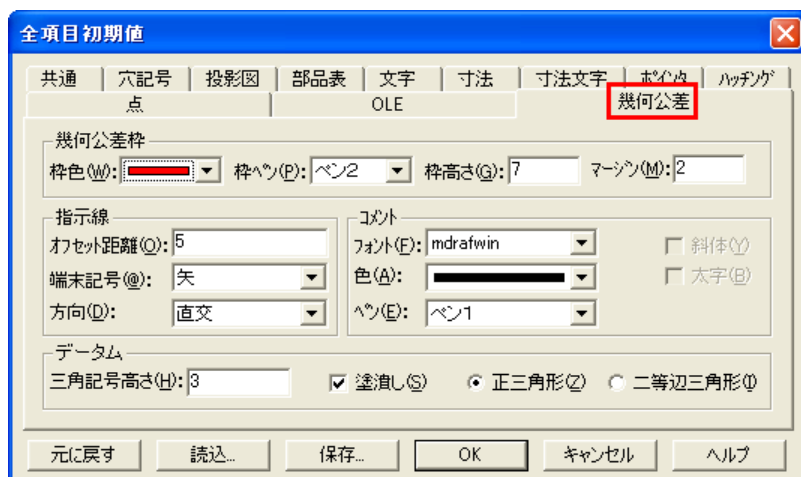 全項目初期値
共通 穴記号 投影図 部品表 文字 寸法 寸法文字 ポインタ ハッチング
点 OLE 幾何公差
幾何公差枠
枠色(W): 枠ペン(P): ペン2 枠高さ(G): 7 マージン(M): 2
指示線 コメント
オフセット距離(O): 5 フォント(F): mdrafwin 斜体(Y)
端末記号(@): 矢 色(A): 太字(B)
方向(D): 直交 ペン(E): ペン1
データム
三角記号高さ(H): 3 塗潰し(S) 正三角形(Z) 二等辺三角形(I)
元に戻す 読込... 保存... OK キャンセル ヘルプ